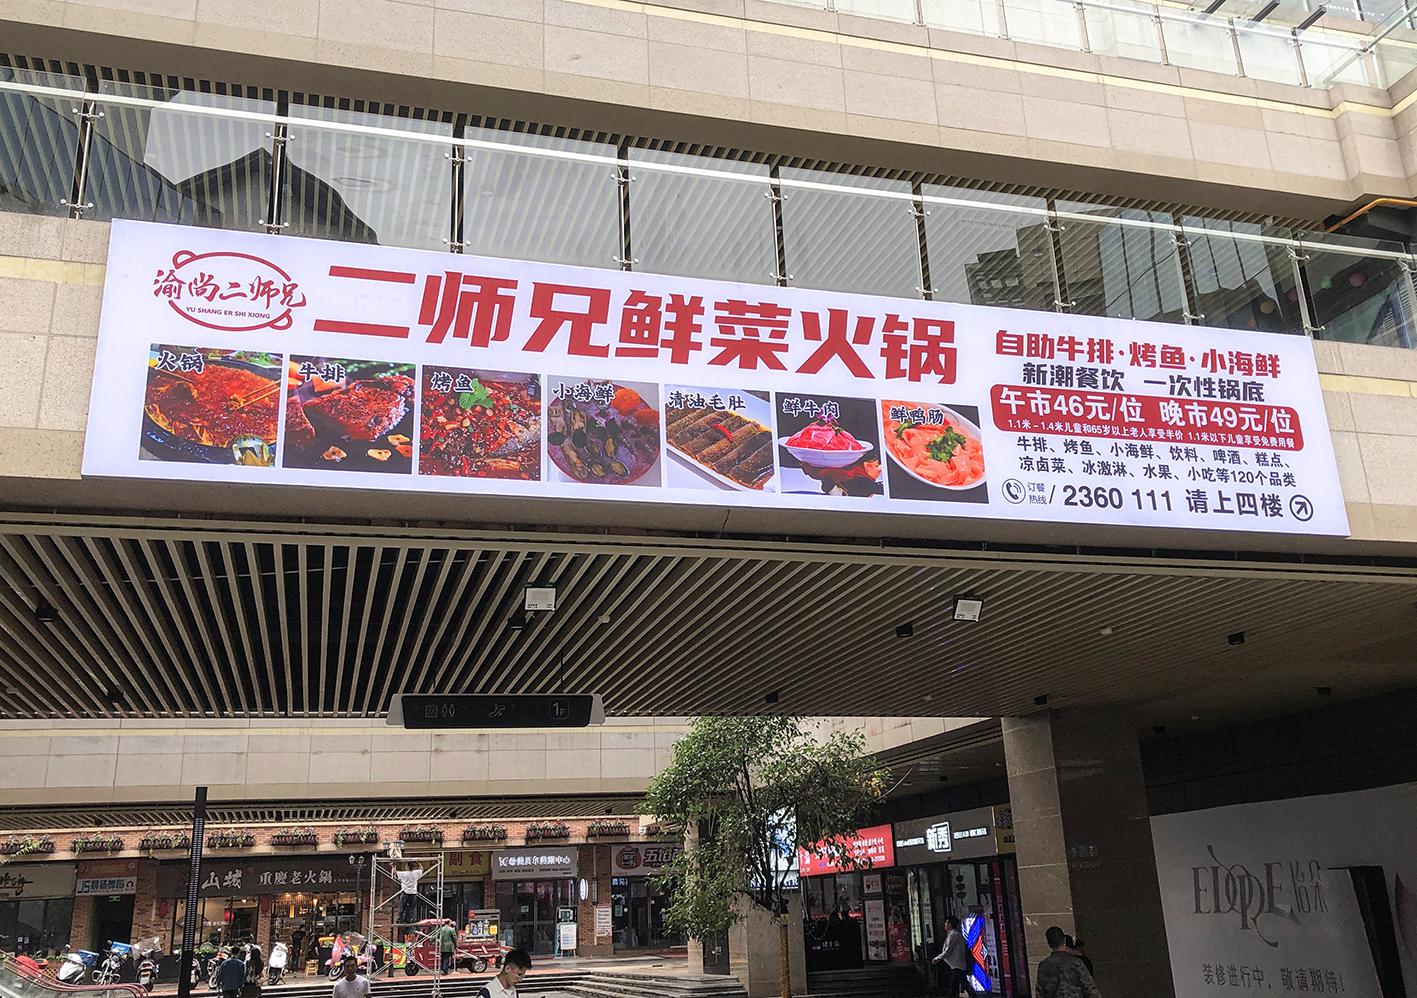 渝尚二师兄
YU SHANG ER SHI XIONG
二师兄鲜菜火锅
火锅
牛排
烤鱼
小海鲜
清油毛肚
鲜牛肉
鲜鸭肠
自助牛排·烤鱼·小海鲜
新潮餐饮 一次性锅底
午市46元/位 晚市49元/位
1.1米-1.4米儿童和65岁以上老人享受半价 1.1米以下儿童享受免费用餐
牛排、烤鱼、小海鲜、饮料、啤酒、糕点、
凉卤菜、冰激淋、水果、小吃等120个品类
订餐
热线
/ 2360 111 请上四楼
1F
山城
重慶老火鍋
副食
新秀
装修进行中，敬请期待！